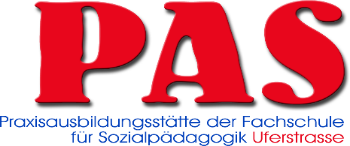 PAS
Praxisausbildungsstätte der Fachschule
für Sozialpädagogik Uferstrasse